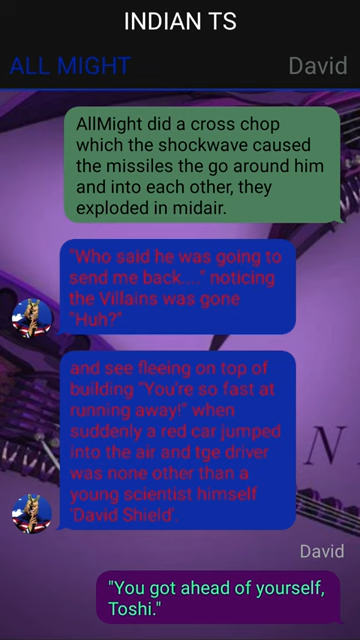 INDIAN TS
ALL MIGHT
David
AllMight did a cross chop
which the shockwave caused
the missiles the go around him
and into each other, they
exploded in midair.
"Who said he was going to
send me back...." noticing
the Villains was gone
"Huh?"
and see fleeing on top of
building "You're so fast at
running away!" when
suddenly a red car jumped
into the air and tge driver
was none other than a
young scientist himself
'David Shield'.
N
David
"You got ahead of yourself,
Toshi."